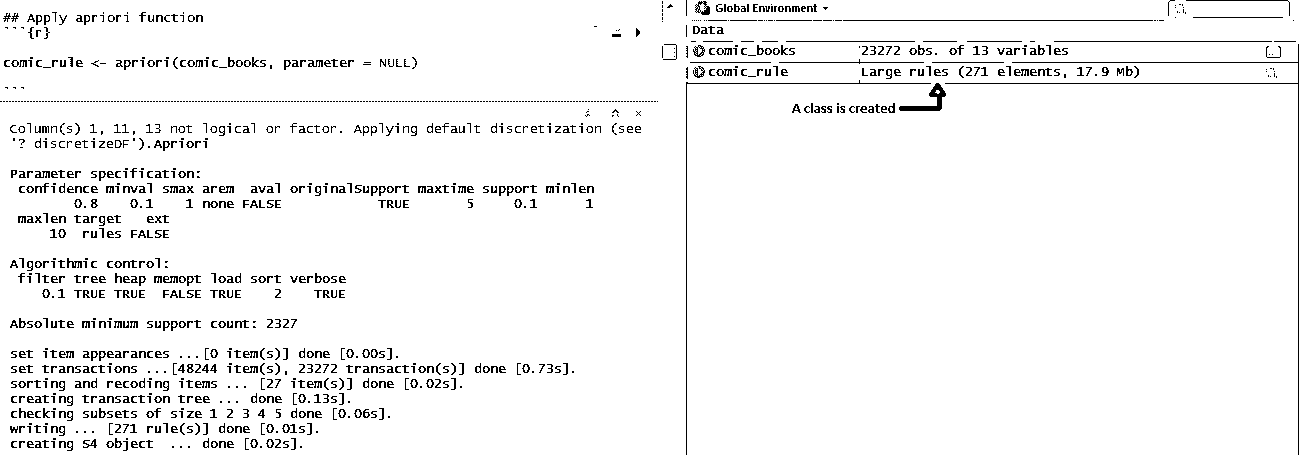 ## Apply apriori function
```{r}
comic_rule <- apriori(comic_books, parameter = NULL)
```
Column(s) 1, 11, 13 not logical or factor. Applying default discretization (see
'? discretizeDF').Apriori
Parameter specification:
confidence minval smax arem  aval originalSupport maxtime support minlen
0.8    0.1    1 none FALSE            TRUE       5     0.1      1
maxlen target   ext
10  rules FALSE
Algorithmic control:
filter tree heap memopt load sort verbose
0.1 TRUE TRUE  FALSE TRUE    2    TRUE
Absolute minimum support count: 2327
set item appearances ...[0 item(s)] done [0.00s].
set transactions ...[48244 item(s), 23272 transaction(s)] done [0.73s].
sorting and recoding items ... [27 item(s)] done [0.02s].
creating transaction tree ... done [0.13s].
checking subsets of size 1 2 3 4 5 done [0.06s].
writing ... [271 rule(s)] done [0.01s].
creating S4 object  ... done [0.02s].
Global Environment
Data
comic_books 23272 obs. of 13 variables
comic_rule Large rules (271 elements, 17.9 Mb)
A class is created